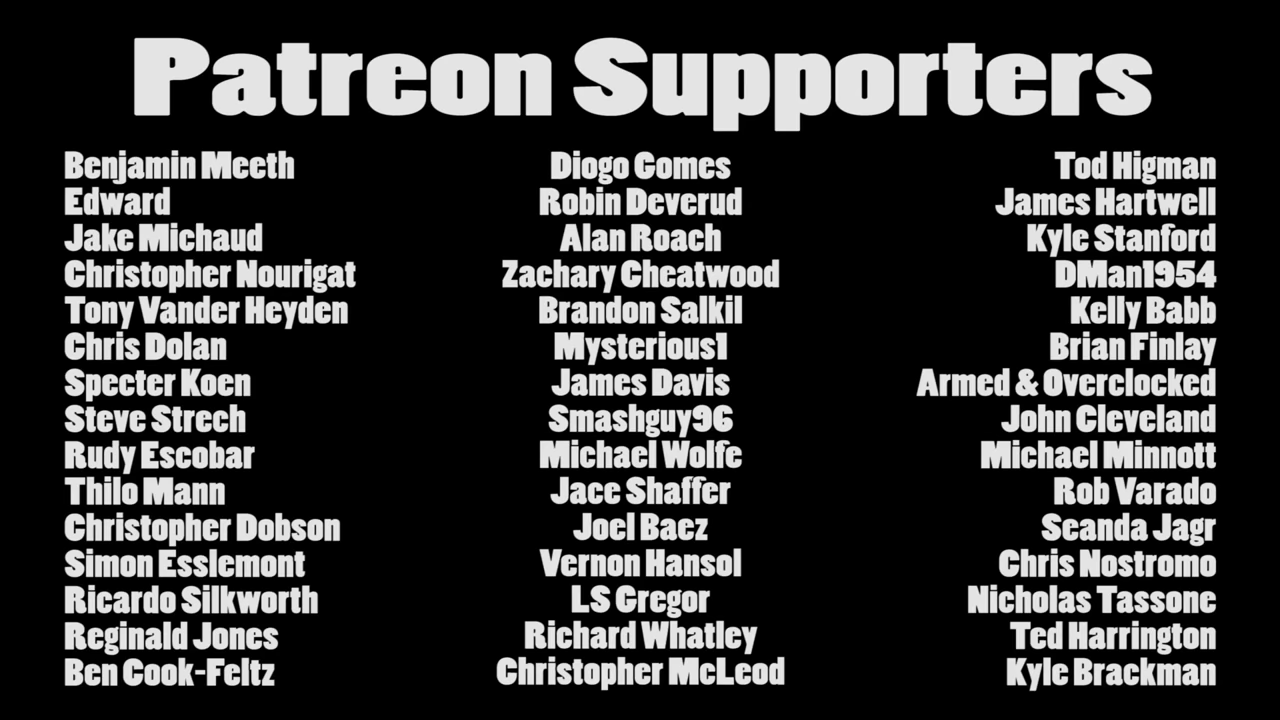 Patreon Supporters
Benjamin Meeth
Edward
Jake Michaud
Christopher Nourigat
Tony Vander Heyden
Chris Dolan
Specter Koen
Steve Strech
Rudy Escobar
Thilo Mann
Christopher Dobson
Simon Esslemont
Ricardo Silkworth
Reginald Jones
Ben Cook-Feltz
Diogo Gomes
Robin Deverud
Alan Roach
Zachary Cheatwood
Brandon Salkil
Mysterious1
James Davis
Smashguy96
Michael Wolfe
Jace Shaffer
Joel Baez
Vernon Hansol
LS Gregor
Richard Whatley
Christopher McLeod
Tod Higman
James Hartwell
Kyle Stanford
DMan1954
Kelly Babb
Brian Finlay
Armed & Overclocked
John Cleveland
Michael Minnott
Rob Varado
Seanda Jagr
Chris Nostromo
Nicholas Tassone
Ted Harrington
Kyle Brackman